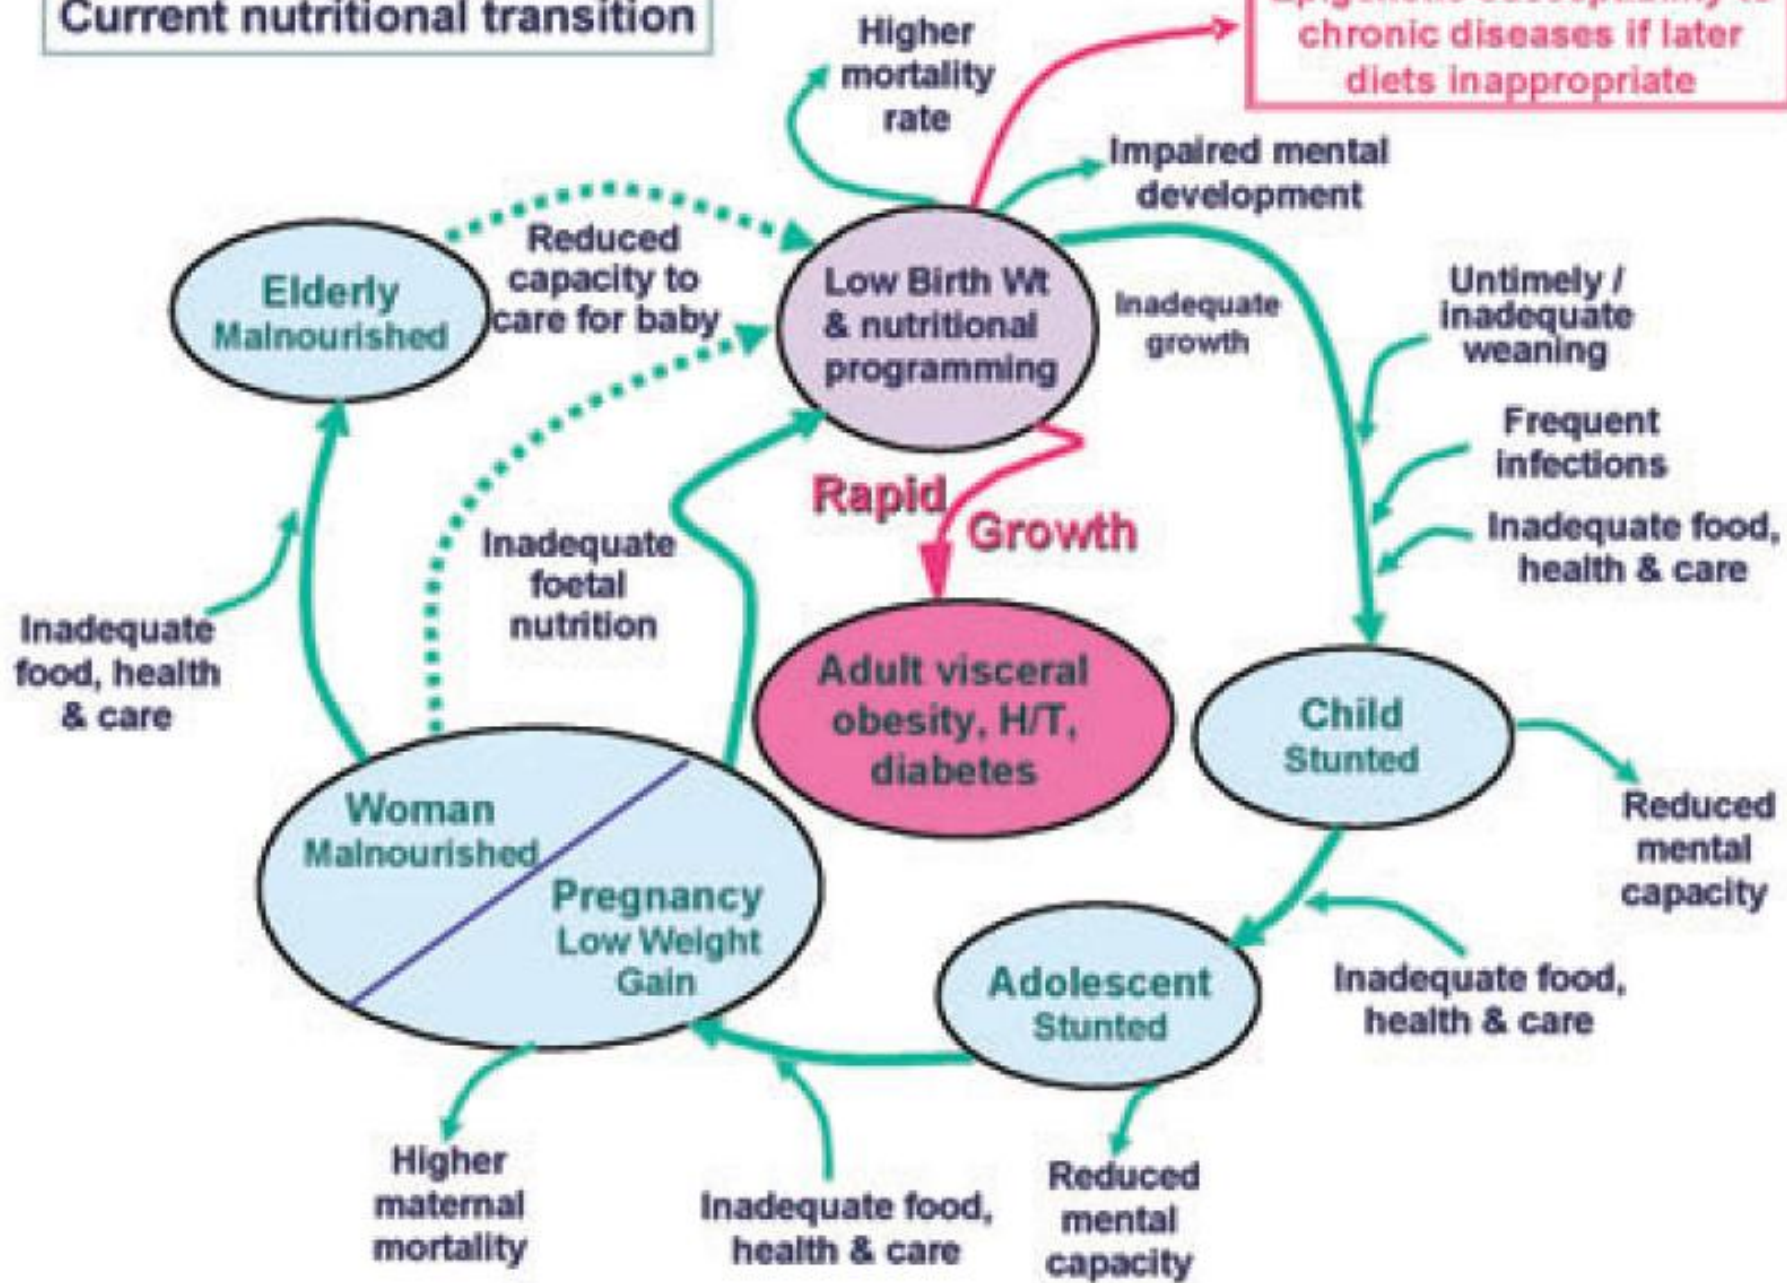 Current nutritional transition
Higher
mortality
rate
chronic diseases if later
diets inappropriate
Impaired mental
development
Elderly
Malnourished
Reduced
capacity to
care for baby
Low Birth Wt
& nutritional
programming
Inadequate
growth
Untimely /
inadequate
weaning
Frequent
infections
Inadequate food,
health & care
Rapid
Growth
Inadequate
foetal
nutrition
Inadequate
food, health
& care
Adult visceral
obesity, H/T,
diabetes
Child
Stunted
Reduced
mental
capacity
Woman
Malnourished
Pregnancy
Low Weight
Gain
Adolescent
Stunted
Inadequate food,
health & care
Higher
maternal
mortality
Inadequate food,
health & care
Reduced
mental
capacity